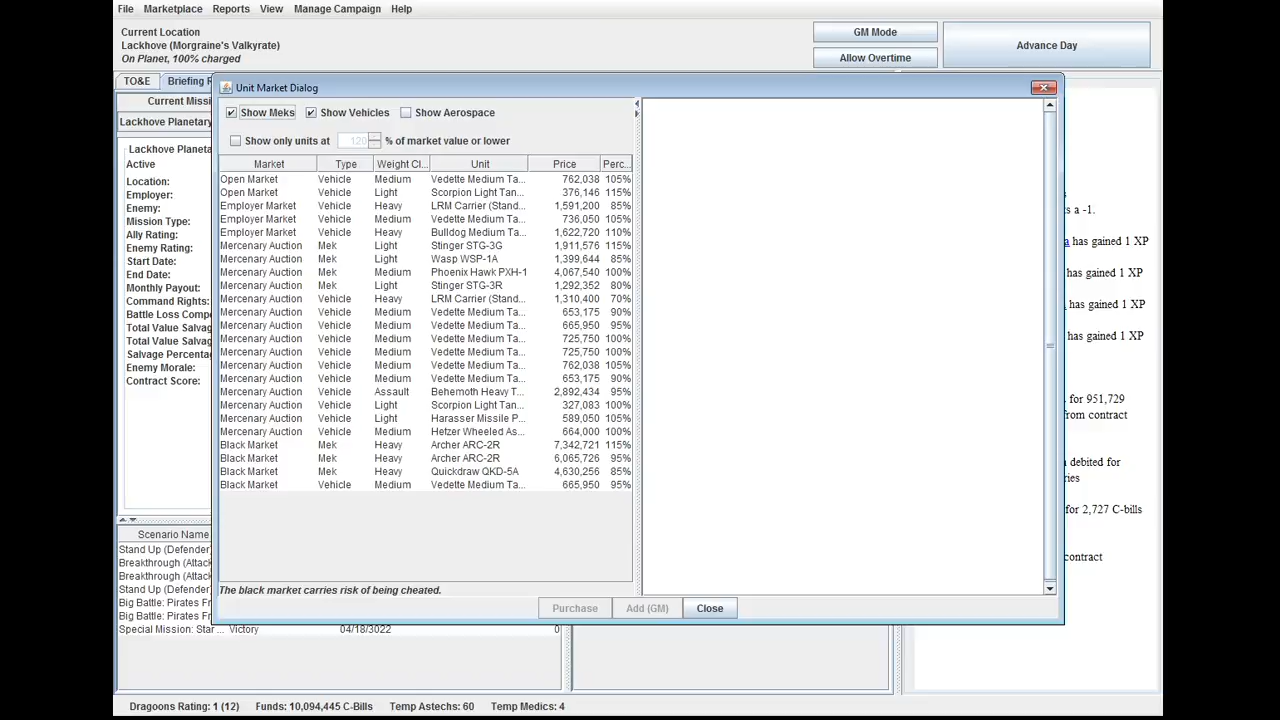 File Marketplace Reports View Manage Campaign Help
Current Location
Lackhove (Morgraine's Valkyrate)
On Planet, 100% charged
GM Mode
Allow Overtime
Advance Day
TO&E Briefing R
Current Missi
Lackhove Planetary
Lackhove Planeta
Active
Location:
Employer:
Enemy:
Mission Type:
Ally Rating:
Enemy Rating:
Start Date:
End Date:
Monthly Payout:
Command Rights:
Battle Loss Compe
Total Value Salvag
Total Value Salvag
Salvage Percentag
Enemy Morale:
Contract Score:
Unit Market Dialog
Show Meks Show Vehicles Show Aerospace
Show only units at 120 % of market value or lower
Market Type Weight Cl... Unit Price Perc...
Open Market Vehicle Medium Vedette Medium Ta... 762,038 105%
Open Market Vehicle Light Scorpion Light Tan... 376,146 115%
Employer Market Vehicle Heavy LRM Carrier (Stand... 1,591,200 85%
Employer Market Vehicle Medium Vedette Medium Ta... 736,050 105%
Employer Market Vehicle Heavy Bulldog Medium Ta... 1,622,720 110%
Mercenary Auction Mek Light Stinger STG-3G 1,911,576 115%
Mercenary Auction Mek Light Wasp WSP-1A 1,399,644 85%
Mercenary Auction Mek Medium Phoenix Hawk PXH-1 4,067,540 100%
Mercenary Auction Mek Light Stinger STG-3R 1,292,352 80%
Mercenary Auction Vehicle Heavy LRM Carrier (Stand... 1,310,400 70%
Mercenary Auction Vehicle Medium Vedette Medium Ta... 653,175 90%
Mercenary Auction Vehicle Medium Vedette Medium Ta... 665,950 95%
Mercenary Auction Vehicle Medium Vedette Medium Ta... 725,750 100%
Mercenary Auction Vehicle Medium Vedette Medium Ta... 725,750 100%
Mercenary Auction Vehicle Medium Vedette Medium Ta... 762,038 105%
Mercenary Auction Vehicle Medium Vedette Medium Ta... 653,175 90%
Mercenary Auction Vehicle Assault Behemoth Heavy T... 2,892,434 95%
Mercenary Auction Vehicle Light Scorpion Light Tan... 327,083 100%
Mercenary Auction Vehicle Light Harasser Missile P... 589,050 105%
Mercenary Auction Vehicle Medium Hefzer Wheeled As... 664,000 100%
Black Market Mek Heavy Archer ARC-2R 7,342,721 115%
Black Market Mek Heavy Archer ARC-2R 6,065,726 95%
Black Market Mek Heavy Quickdraw QKD-5A 4,630,256 85%
Black Market Vehicle Medium Vedette Medium Ta... 665,950 95%
The black market carries risk of being cheated.
Purchase Add (GM) Close
s
s a -1.
a has gained 1 XP
has gained 1 XP
has gained 1 XP
has gained 1 XP
for 951,729
from contract
debited for
ries
for 2,727 C-bills
contract
Scenario Name
Stand Up (Defender)
Breakthrough (Attac
Breakthrough (Attac
Stand Up (Defender)
Big Battle: Pirates Fr
Big Battle: Pirates Fr
Special Mission: Star ... Victory 04/18/3022 0
Dragoons Rating: 1 (12) Funds: 10,094,445 C-Bills Temp Astechs: 60 Temp Medics: 4